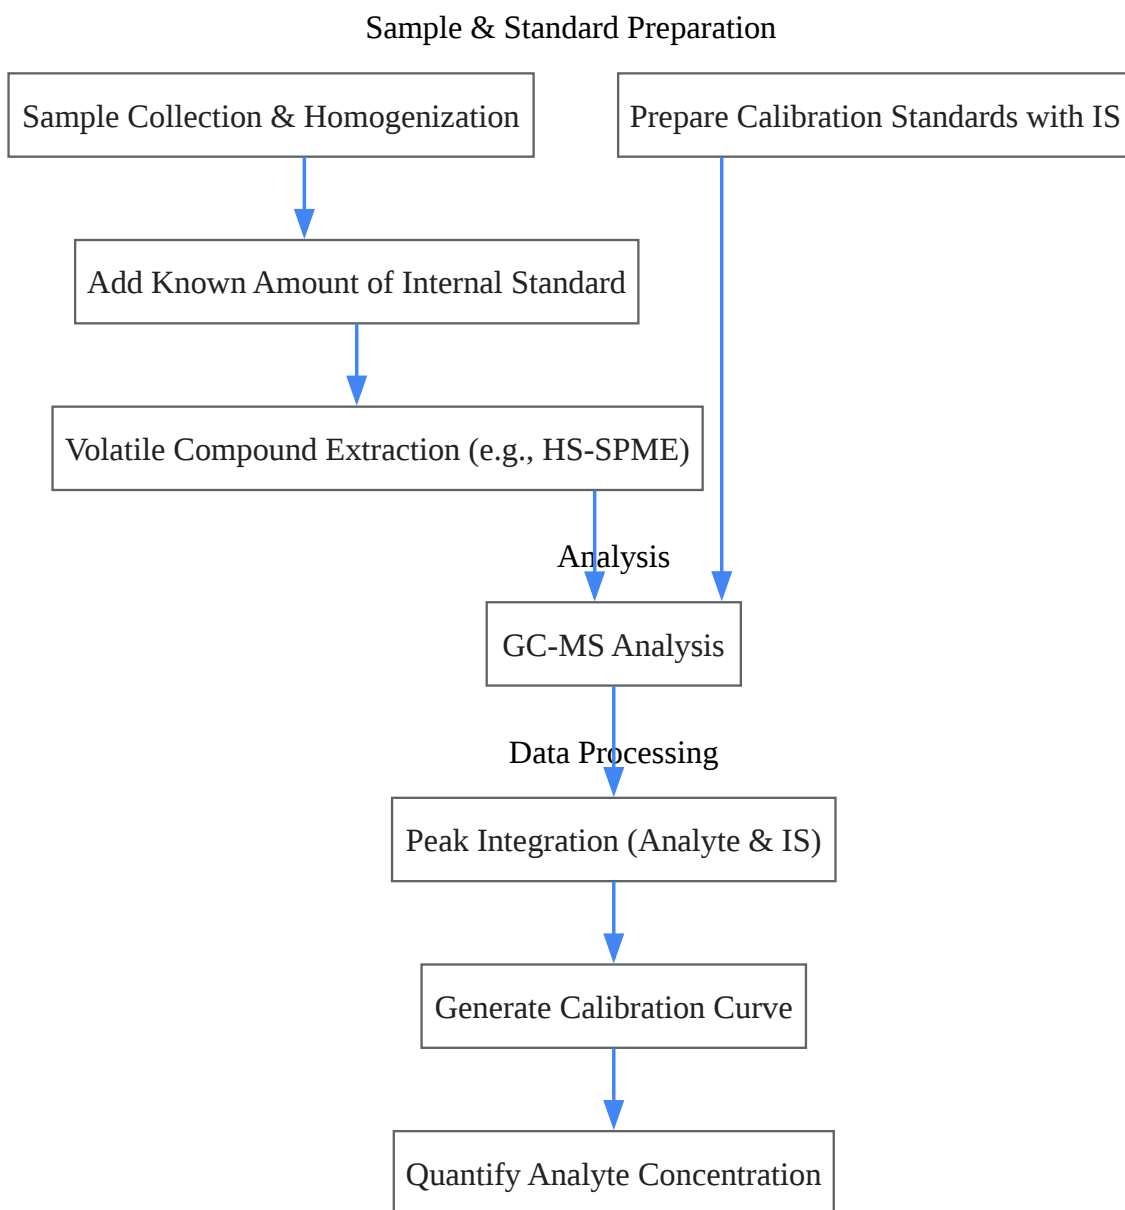 Sample & Standard Preparation
Sample Collection & Homogenization
Prepare Calibration Standards with IS
Add Known Amount of Internal Standard
Volatile Compound Extraction (e.g., HS-SPME)
Analysis
GC-MS Analysis
Data Processing
Peak Integration (Analyte & IS)
Generate Calibration Curve
Quantify Analyte Concentration